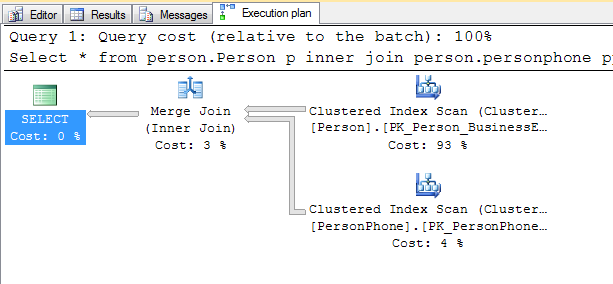 Editor Results Messages Execution plan
Query 1: Query cost (relative to the batch): 100%
Select * from person.Person p inner join person.personphone p
SELECT
Cost: 0 %
Merge Join
(Inner Join)
Cost: 3 %
Clustered Index Scan (Cluster…
[Person].[PK_Person_BusinessE…
Cost: 93 %
Clustered Index Scan (Cluster…
[PersonPhone].[PK_PersonPhone…
Cost: 4 %